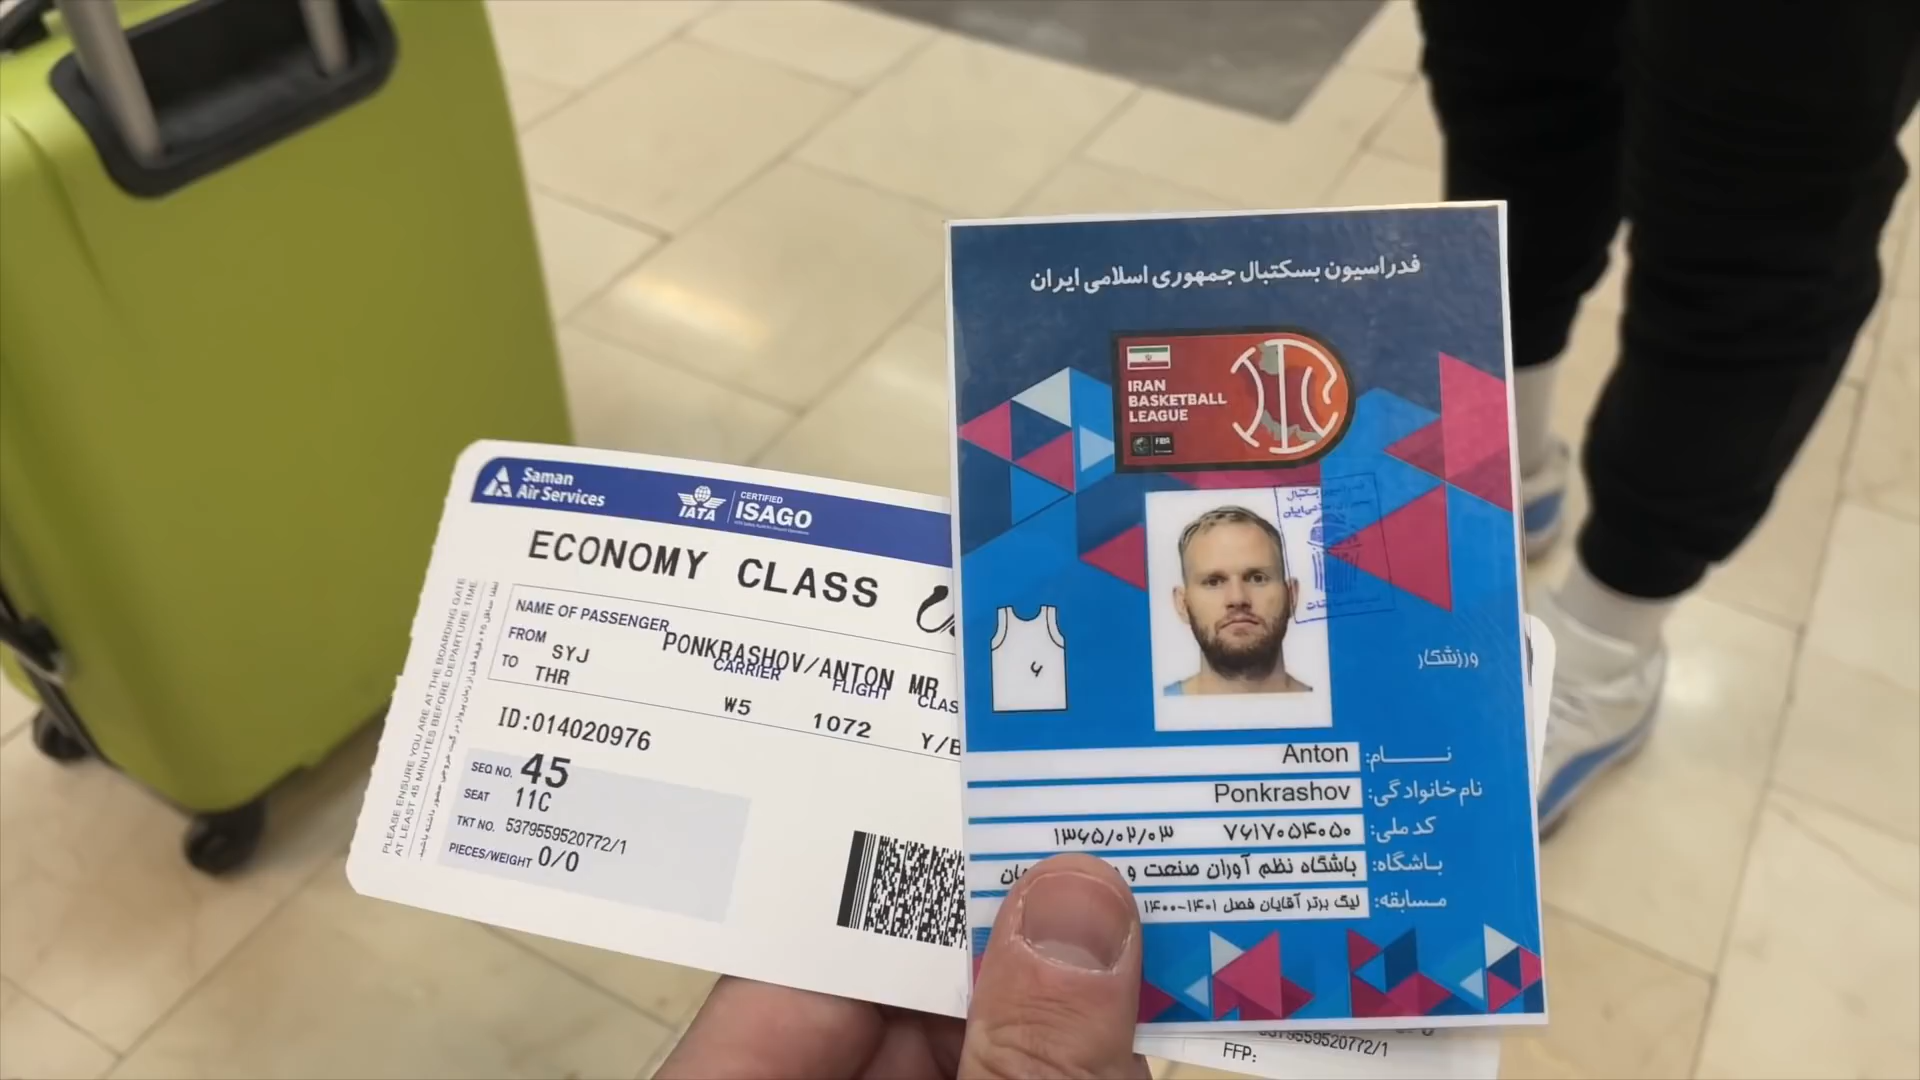 Saman
Air Services
IATA
CERTIFIED
ISAGO
ECONOMY CLASS
NAME OF PASSENGER
PONKRASHOV/ANTON MR
FROM SYJ
TO THR
CARRIER FLIGHT CLAS
W5 1072 Y/B
ID:014020976
SEQ NO. 45
SEAT 11C
TKT NO. 5379559520772/1
PIECES/WEIGHT 0/0
PLEASE ENSURE YOU ARE AT THE BOARDING GATE
AT LEAST 45 MINUTES BEFORE DEPARTURE TIME
فدراسیون بسکتبال جمهوری اسلامی ایران
IRAN
BASKETBALL
LEAGUE
FIBA
۶
ورزشکار
نـــــام: Anton
نام خانوادگی: Ponkrashov
کد ملی: ۷۶۱۷۰۵۴۰۵۰ ۱۳۶۵/۰۲/۰۳
باشگاه: باشگاه نظم آوران صنعت و
مسابقه: لیگ برتر آقایان فصل ۱۴۰۱-۱۴۰۰
5379559520772/1
FFP: